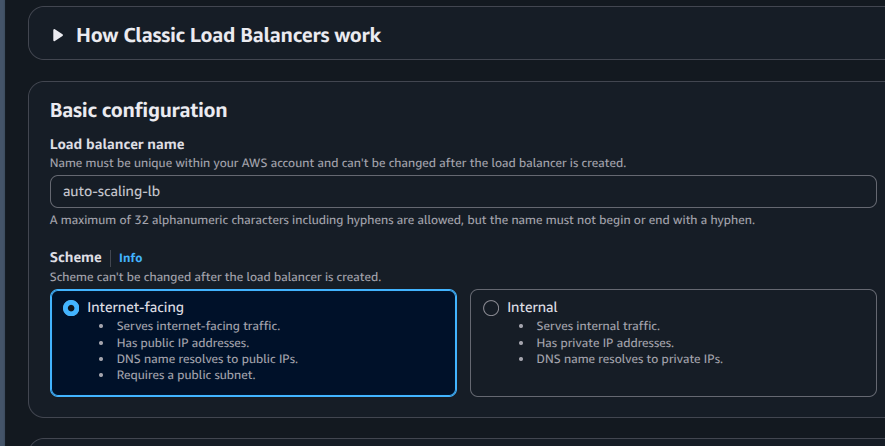 How Classic Load Balancers work
Basic configuration
Load balancer name
Name must be unique within your AWS account and can't be changed after the load balancer is created.
auto-scaling-lb
A maximum of 32 alphanumeric characters including hyphens are allowed, but the name must not begin or end with a hyphen.
Scheme Info
Scheme can't be changed after the load balancer is created.
Internet-facing
• Serves internet-facing traffic.
• Has public IP addresses.
• DNS name resolves to public IPs.
• Requires a public subnet.
Internal
• Serves internal traffic.
• Has private IP addresses.
• DNS name resolves to private IPs.